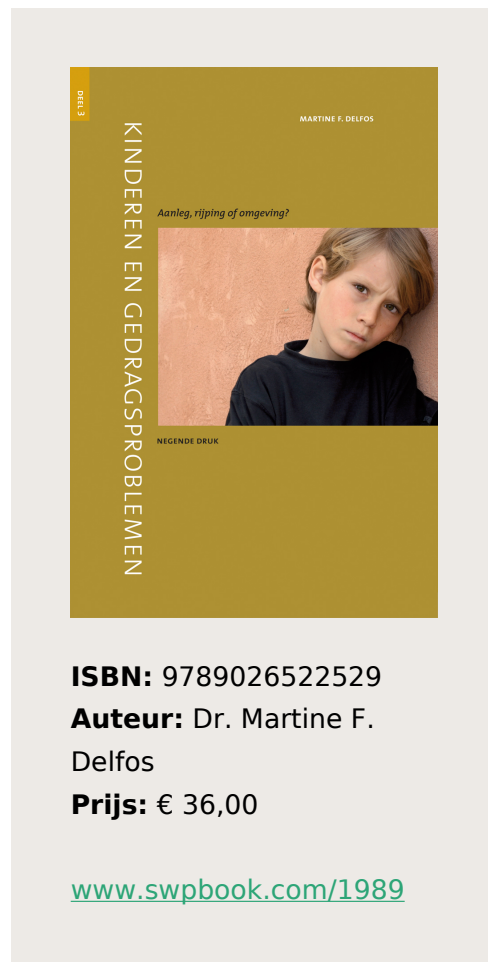 DEEL 3
MARTINE F. DELFOS
KINDEREN EN GEDRAGSPROBLEMEN
Aanleg, rijping of omgeving?
NEGENDE DRUK
ISBN: 9789026522529
Auteur: Dr. Martine F.
Delfos
Prijs: € 36,00
www.swpbook.com/1989